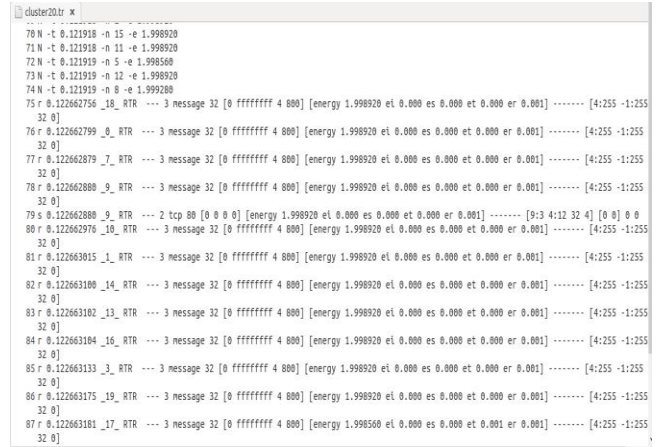 cluster20.tr x
70 N -t 0.121918 -n 15 -e 1.998920
71 N -t 0.121918 -n 11 -e 1.998920
72 N -t 0.121919 -n 5 -e 1.998560
73 N -t 0.121919 -n 12 -e 1.998920
74 N -t 0.121919 -n 8 -e 1.999280
75 r 0.122662756 _18_ RTR --- 3 message 32 [0 ffffffff 4 800] [energy 1.998920 ei 0.000 es 0.000 et 0.000 er 0.001] ------- [4:255 -1:255
32 0]
76 r 0.122662799 _0_ RTR --- 3 message 32 [0 ffffffff 4 800] [energy 1.998920 ei 0.000 es 0.000 et 0.000 er 0.001] ------- [4:255 -1:255
32 0]
77 r 0.122662879 _7_ RTR --- 3 message 32 [0 ffffffff 4 800] [energy 1.998920 ei 0.000 es 0.000 et 0.000 er 0.001] ------- [4:255 -1:255
32 0]
78 r 0.122662880 _9_ RTR --- 3 message 32 [0 ffffffff 4 800] [energy 1.998920 ei 0.000 es 0.000 et 0.000 er 0.001] ------- [4:255 -1:255
32 0]
79 s 0.122662880 _9_ RTR --- 2 tcp 80 [0 0 0 0] [energy 1.998920 ei 0.000 es 0.000 et 0.000 er 0.001] ------- [9:3 4:12 32 4] [0 0] 0 0
80 r 0.122662976 _10_ RTR --- 3 message 32 [0 ffffffff 4 800] [energy 1.998920 ei 0.000 es 0.000 et 0.000 er 0.001] ------- [4:255 -1:255
32 0]
81 r 0.122663015 _1_ RTR --- 3 message 32 [0 ffffffff 4 800] [energy 1.998920 ei 0.000 es 0.000 et 0.000 er 0.001] ------- [4:255 -1:255
32 0]
82 r 0.122663100 _14_ RTR --- 3 message 32 [0 ffffffff 4 800] [energy 1.998920 ei 0.000 es 0.000 et 0.000 er 0.001] ------- [4:255 -1:255
32 0]
83 r 0.122663102 _13_ RTR --- 3 message 32 [0 ffffffff 4 800] [energy 1.998920 ei 0.000 es 0.000 et 0.000 er 0.001] ------- [4:255 -1:255
32 0]
84 r 0.122663104 _16_ RTR --- 3 message 32 [0 ffffffff 4 800] [energy 1.998920 ei 0.000 es 0.000 et 0.000 er 0.001] ------- [4:255 -1:255
32 0]
85 r 0.122663133 _3_ RTR --- 3 message 32 [0 ffffffff 4 800] [energy 1.998920 ei 0.000 es 0.000 et 0.000 er 0.001] ------- [4:255 -1:255
32 0]
86 r 0.122663175 _19_ RTR --- 3 message 32 [0 ffffffff 4 800] [energy 1.998920 ei 0.000 es 0.000 et 0.000 er 0.001] ------- [4:255 -1:255
32 0]
87 r 0.122663181 _17_ RTR --- 3 message 32 [0 ffffffff 4 800] [energy 1.998560 ei 0.000 es 0.000 et 0.001 er 0.001] ------- [4:255 -1:255
32 0]